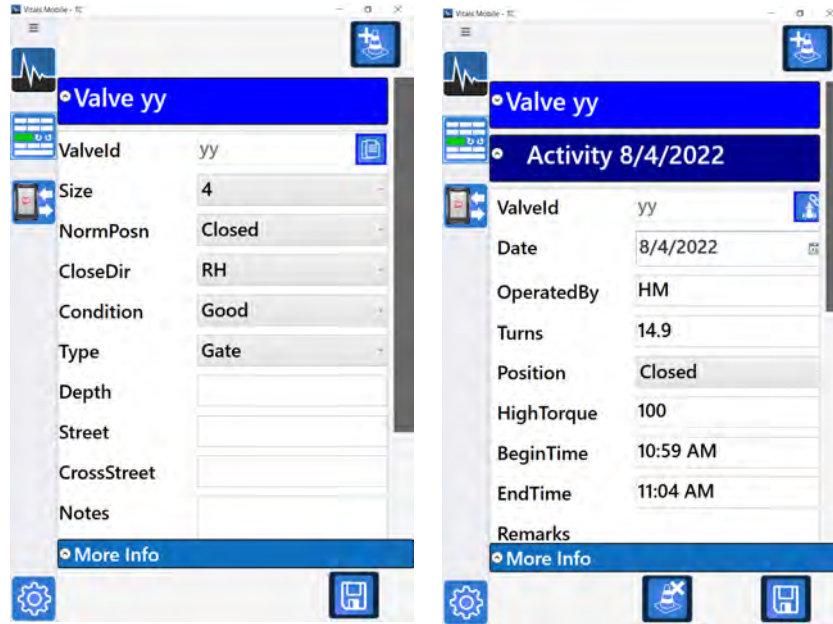 Vitals Mobile - TC
Valve yy
ValveId yy
Size 4
NormPosn Closed
CloseDir RH
Condition Good
Type Gate
Depth
Street
CrossStreet
Notes
More Info
Vitals Mobile - TC
Valve yy
Activity 8/4/2022
ValveId yy
Date 8/4/2022
OperatedBy HM
Turns 14.9
Position Closed
HighTorque 100
BeginTime 10:59 AM
EndTime 11:04 AM
Remarks
More Info